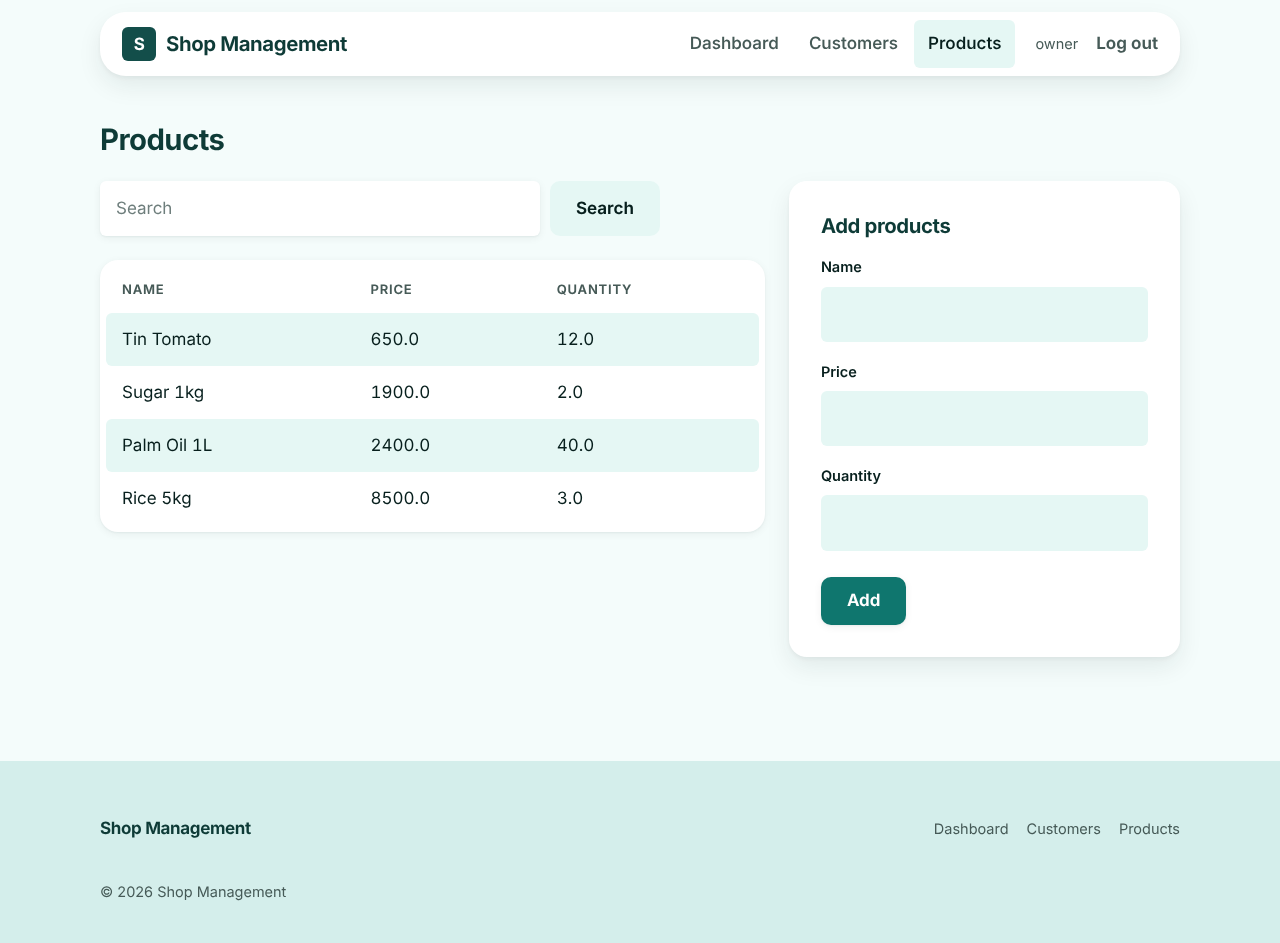 S Shop Management Dashboard Customers Products owner Log out
Products
Search Search
NAME PRICE QUANTITY
Tin Tomato 650.0 12.0
Sugar 1kg 1900.0 2.0
Palm Oil 1L 2400.0 40.0
Rice 5kg 8500.0 3.0
Add products
Name
Price
Quantity
Add
Shop Management Dashboard Customers Products
© 2026 Shop Management